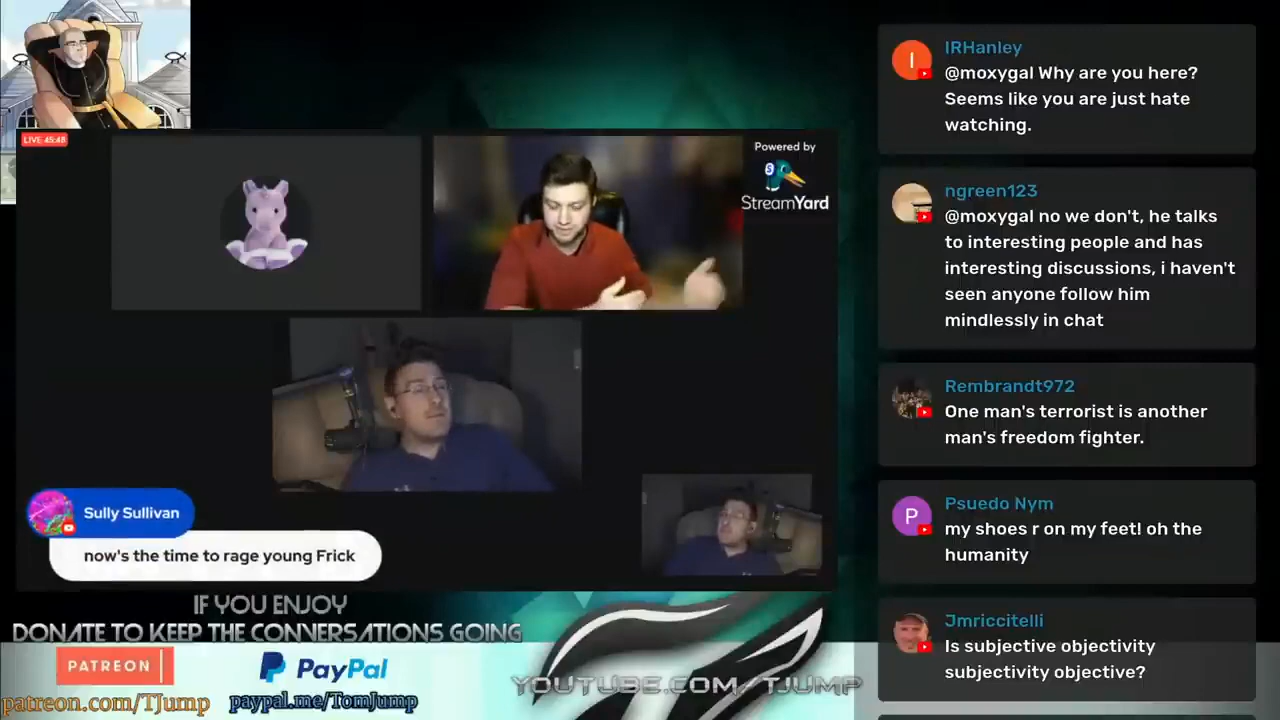 LIVE 45:48
Powered by
StreamYard
Sully Sullivan
now's the time to rage young Frick
IF YOU ENJOY
DONATE TO KEEP THE CONVERSATIONS GOING
PATREON
PayPal
patreon.com/TJump
paypal.me/TomJump
YOUTUBE.COM/TJUMP
IRHanley
@moxygal Why are you here?
Seems like you are just hate
watching.
ngreen123
@moxygal no we don't, he talks
to interesting people and has
interesting discussions, i haven't
seen anyone follow him
mindlessly in chat
Rembrandt972
One man's terrorist is another
man's freedom fighter.
P
Psuedo Nym
my shoes r on my feet! oh the
humanity
Jmriccitelli
Is subjective objectivity
subjectivity objective?